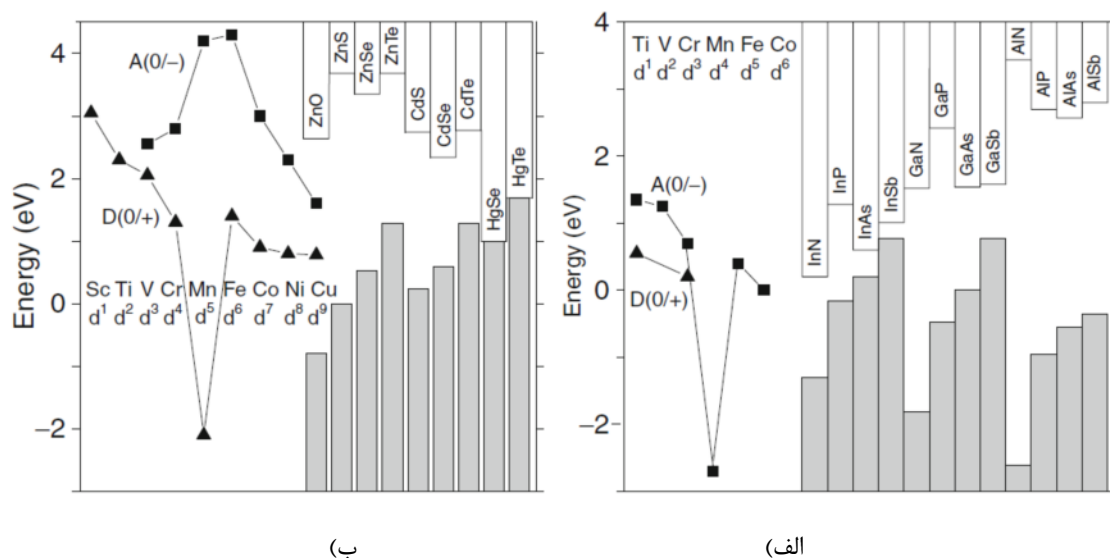 4
2
0
−2
Energy (eV)
A(0/−)
D(0/+)
Sc Ti V Cr Mn Fe Co Ni Cu
d1 d2 d3 d4 d5 d6 d7 d8 d9
ZnO
ZnS
ZnSe
ZnTe
CdS
CdSe
CdTe
HgSe
HgTe
ب)
4
2
0
−2
Energy (eV)
Ti V Cr Mn Fe Co
d1 d2 d3 d4 d5 d6
A(0/−)
D(0/+)
InN
InP
InAs
InSb
GaN
GaP
GaAs
GaSb
AlN
AlP
AlAs
AlSb
الف)